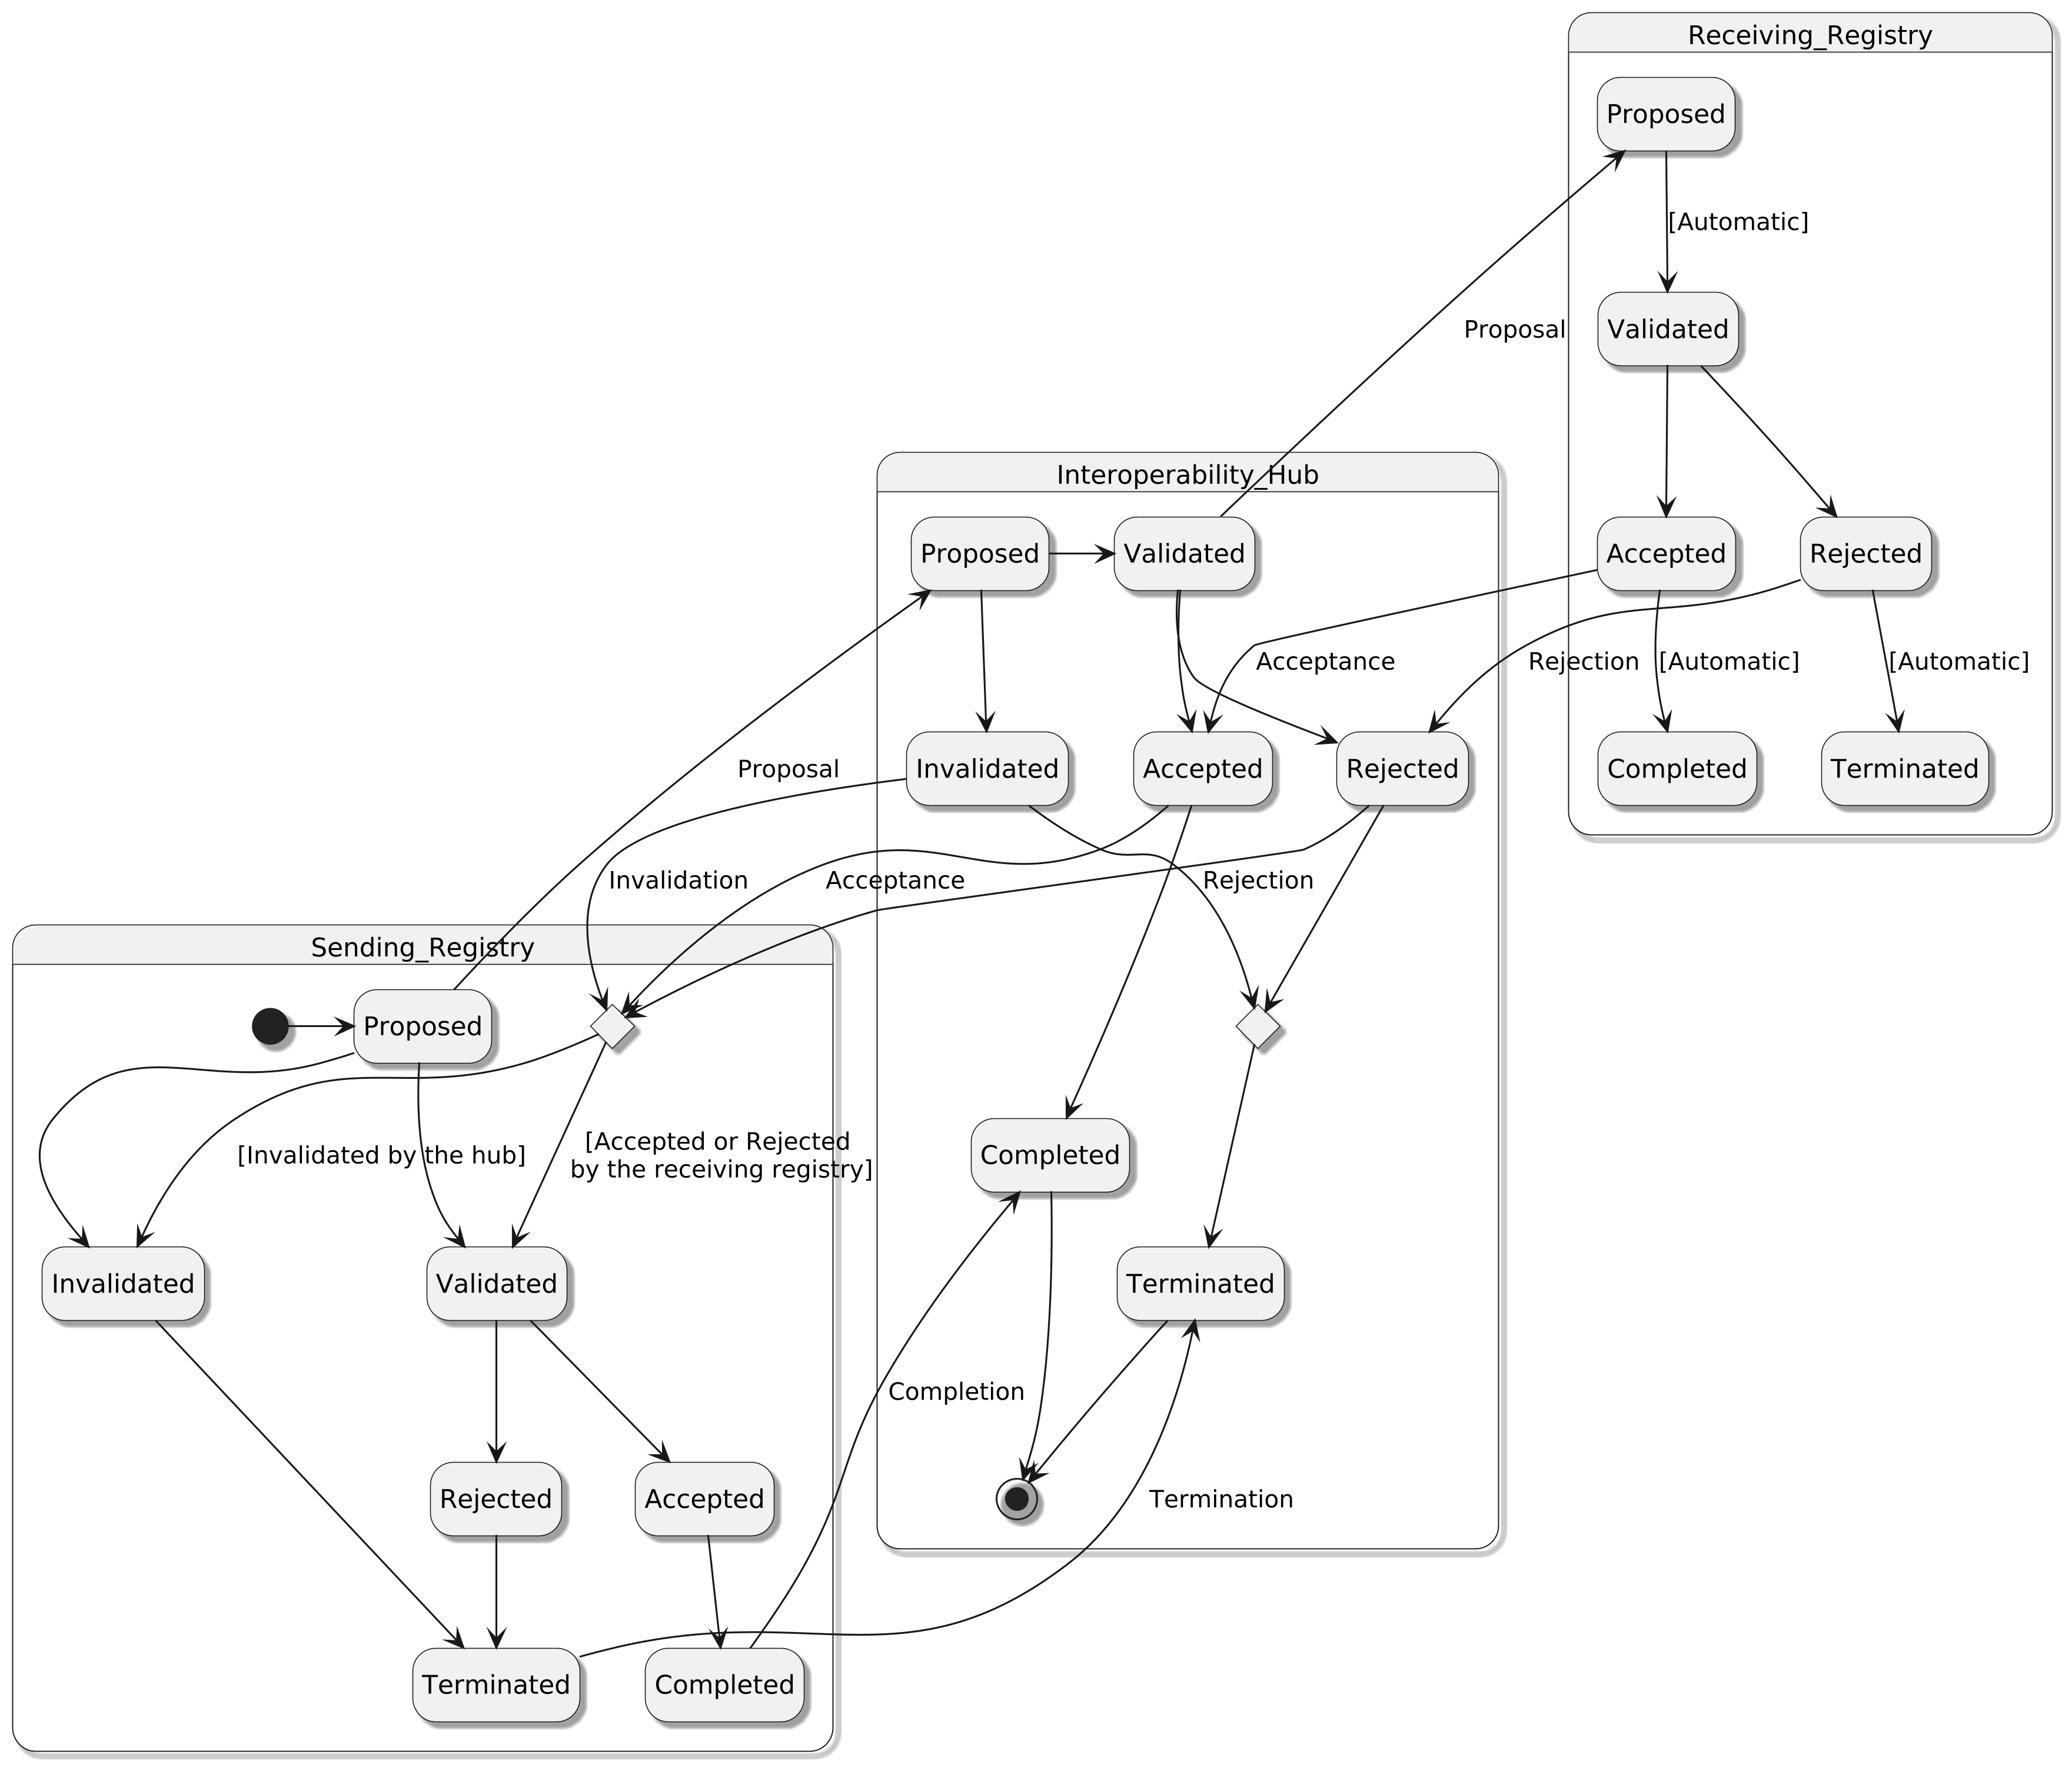 Receiving_Registry
Proposed
[Automatic]
Proposal
Validated
Interoperability_Hub
Proposed
Validated
Accepted
Rejected
Acceptance
Rejection
[Automatic]
[Automatic]
Proposal
Invalidated
Accepted
Rejected
Completed
Terminated
Invalidation
Acceptance
Rejection
Sending_Registry
Proposed
[Invalidated by the hub]
[Accepted or Rejected
by the receiving registry]
Completed
Invalidated
Validated
Terminated
Completion
Rejected
Accepted
Termination
Terminated
Completed